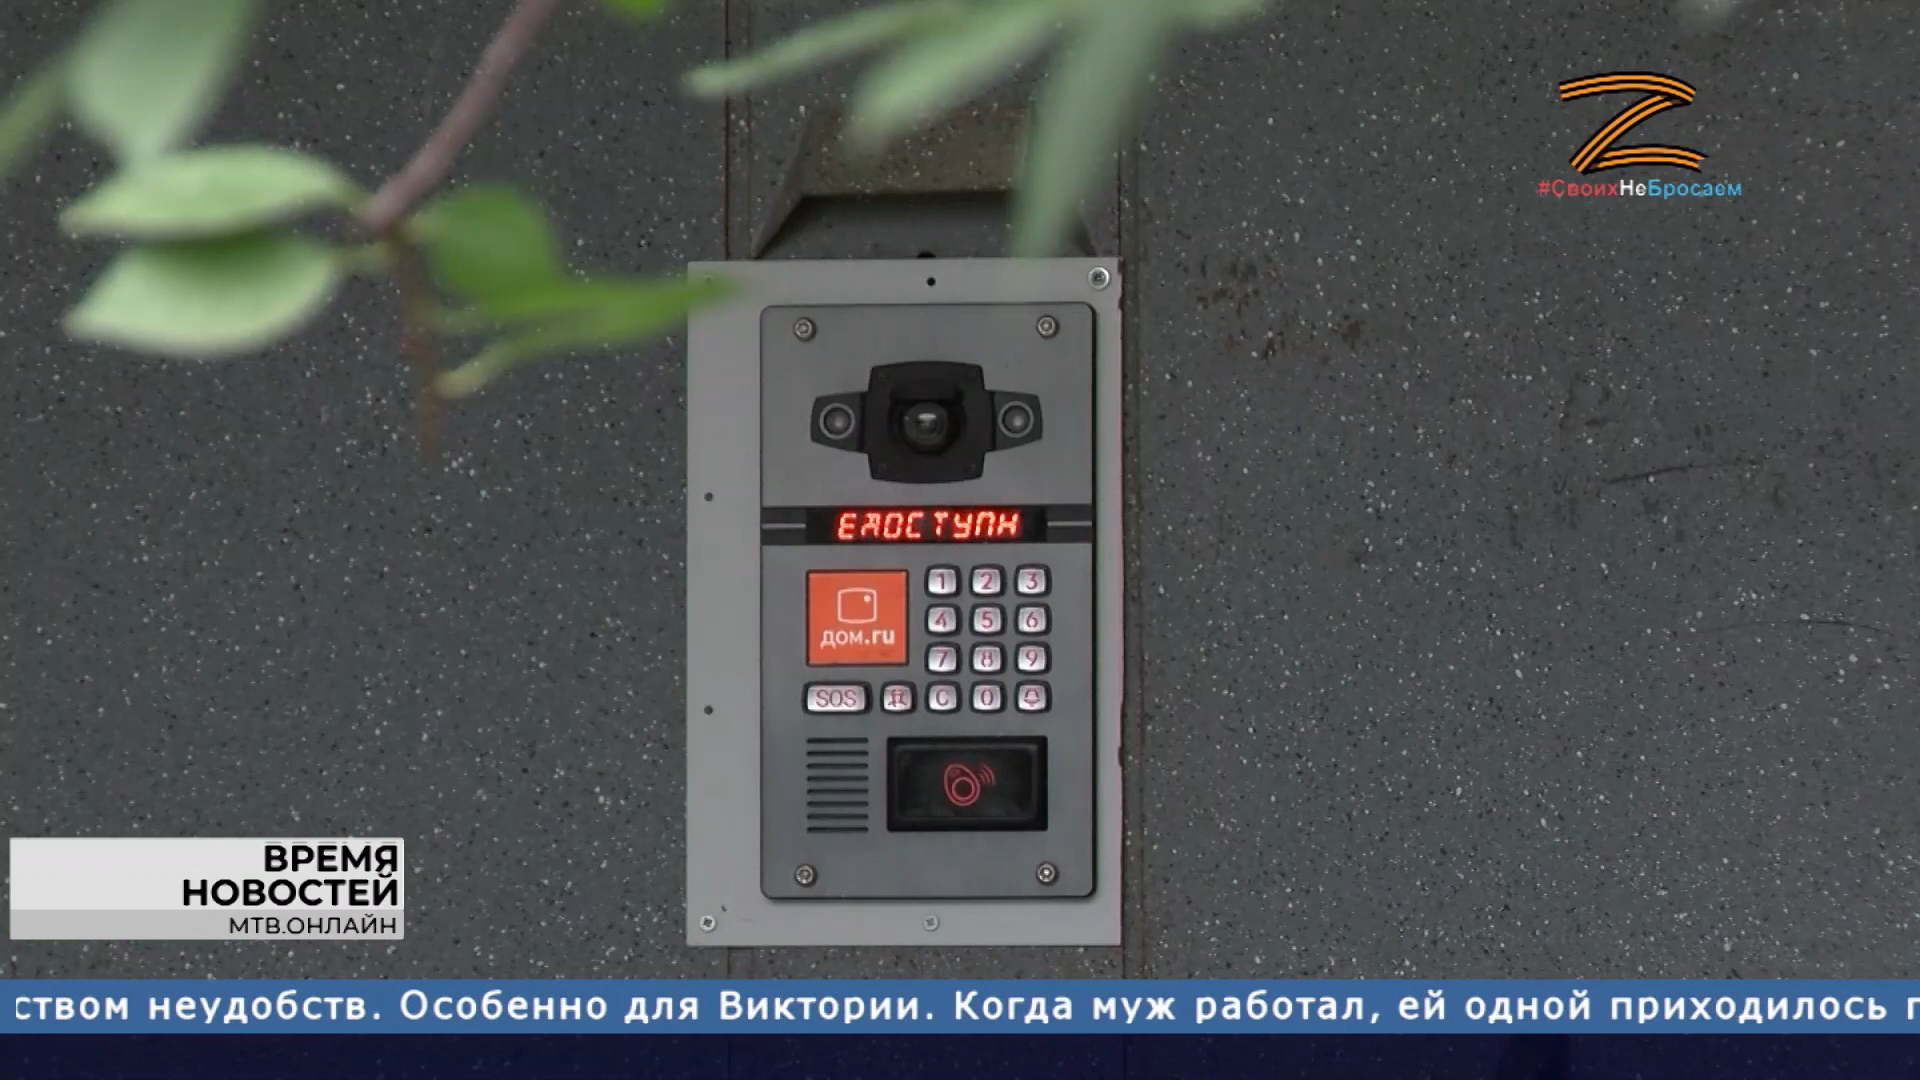 #СвоихНеБросаем
ЕДОСТУПН
дом.ru
1 2 3
4 5 6
7 8 9
SOS C 0
ВРЕМЯ
НОВОСТЕЙ
МТВ.ОНЛАЙН
ством неудобств. Особенно для Виктории. Когда муж работал, ей одной приходилось п